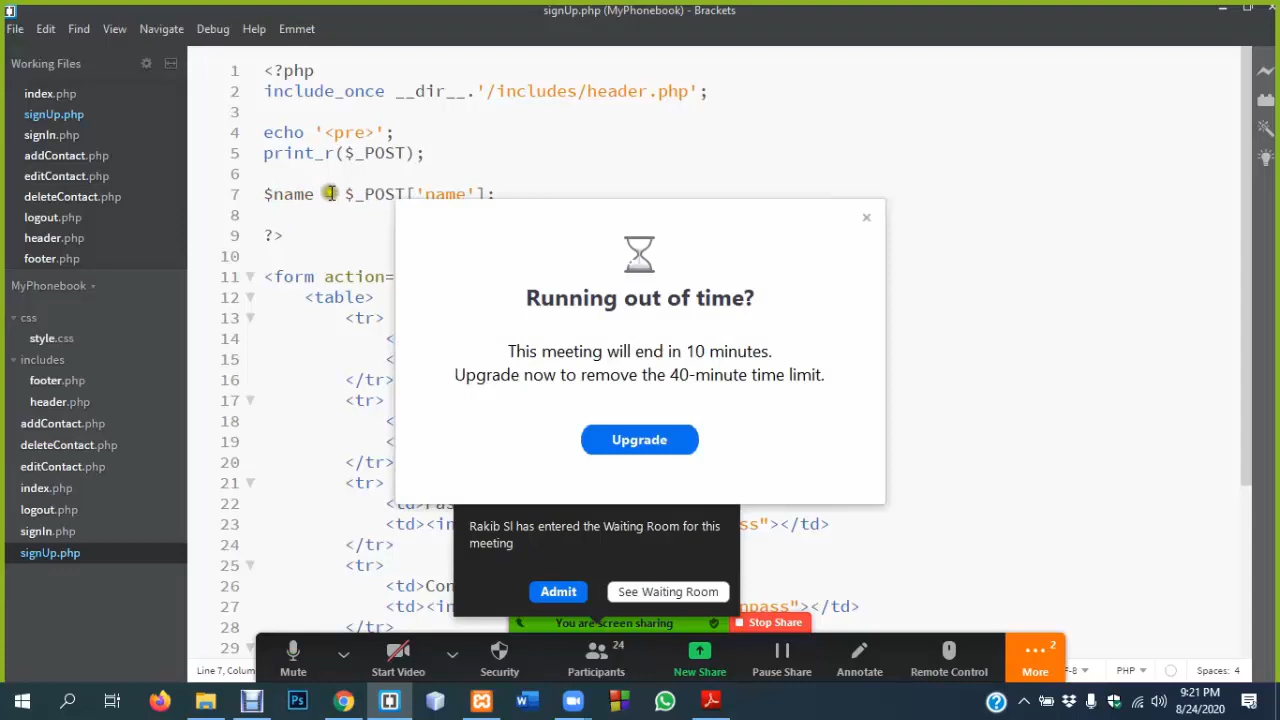 signUp.php (MyPhonebook) - Brackets
File Edit Find View Navigate Debug Help Emmet
Working Files
index.php
signUp.php
signIn.php
addContact.php
editContact.php
deleteContact.php
logout.php
header.php
footer.php
MyPhonebook
css
style.css
includes
footer.php
header.php
addContact.php
deleteContact.php
editContact.php
index.php
logout.php
signIn.php
signUp.php
1 <?php
2 include_once __dir__.'/includes/header.php';
3
4 echo '<pre>';
5 print_r($_POST);
6
7 $name $_POST['name'];
8
9 ?>
10
11 <form action=
12 <table>
13 <tr>
14 <
15 <
16 </tr>
17 <tr>
18 <
19 <
20 </tr>
21 <tr>
22
23 <td><in ss"></td>
24 </tr>
25 <tr>
26 <td>Con
27 <td><in npass"></td>
28 </tr>
29
Running out of time?
This meeting will end in 10 minutes.
Upgrade now to remove the 40-minute time limit.
Upgrade
Rakib Sl has entered the Waiting Room for this
meeting
Admit See Waiting Room
You are screen sharing Stop Share
Mute Start Video Security Participants 24 New Share Pause Share Annotate Remote Control More 2
Line 7, Colum PHP Spaces: 4
9:21 PM
8/24/2020